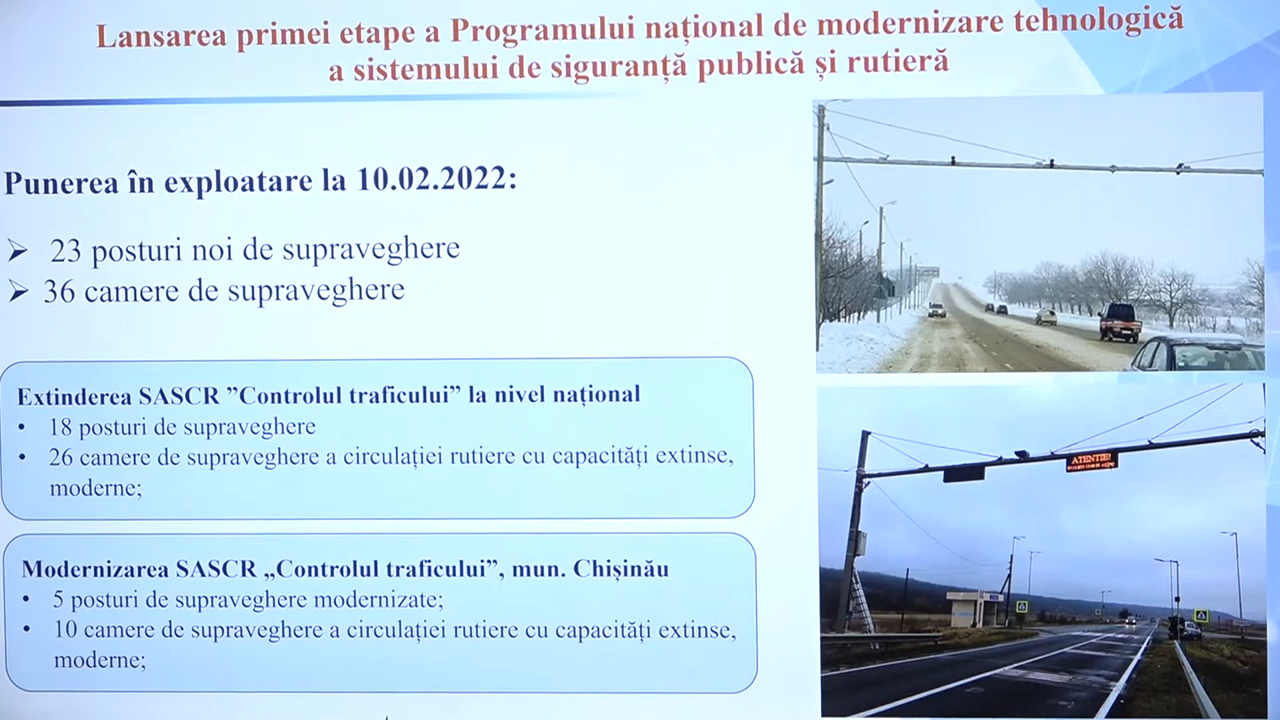 Lansarea primei etape a Programului național de modernizare tehnologică
a sistemului de siguranță publică și rutieră
Punerea în exploatare la 10.02.2022:
➢ 23 posturi noi de supraveghere
➢ 36 camere de supraveghere
Extinderea SASCR ”Controlul traficului” la nivel național
• 18 posturi de supraveghere
• 26 camere de supraveghere a circulației rutiere cu capacități extinse,
moderne;
Modernizarea SASCR „Controlul traficului”, mun. Chișinău
• 5 posturi de supraveghere modernizate;
• 10 camere de supraveghere a circulației rutiere cu capacități extinse,
moderne;
ATENTIE!